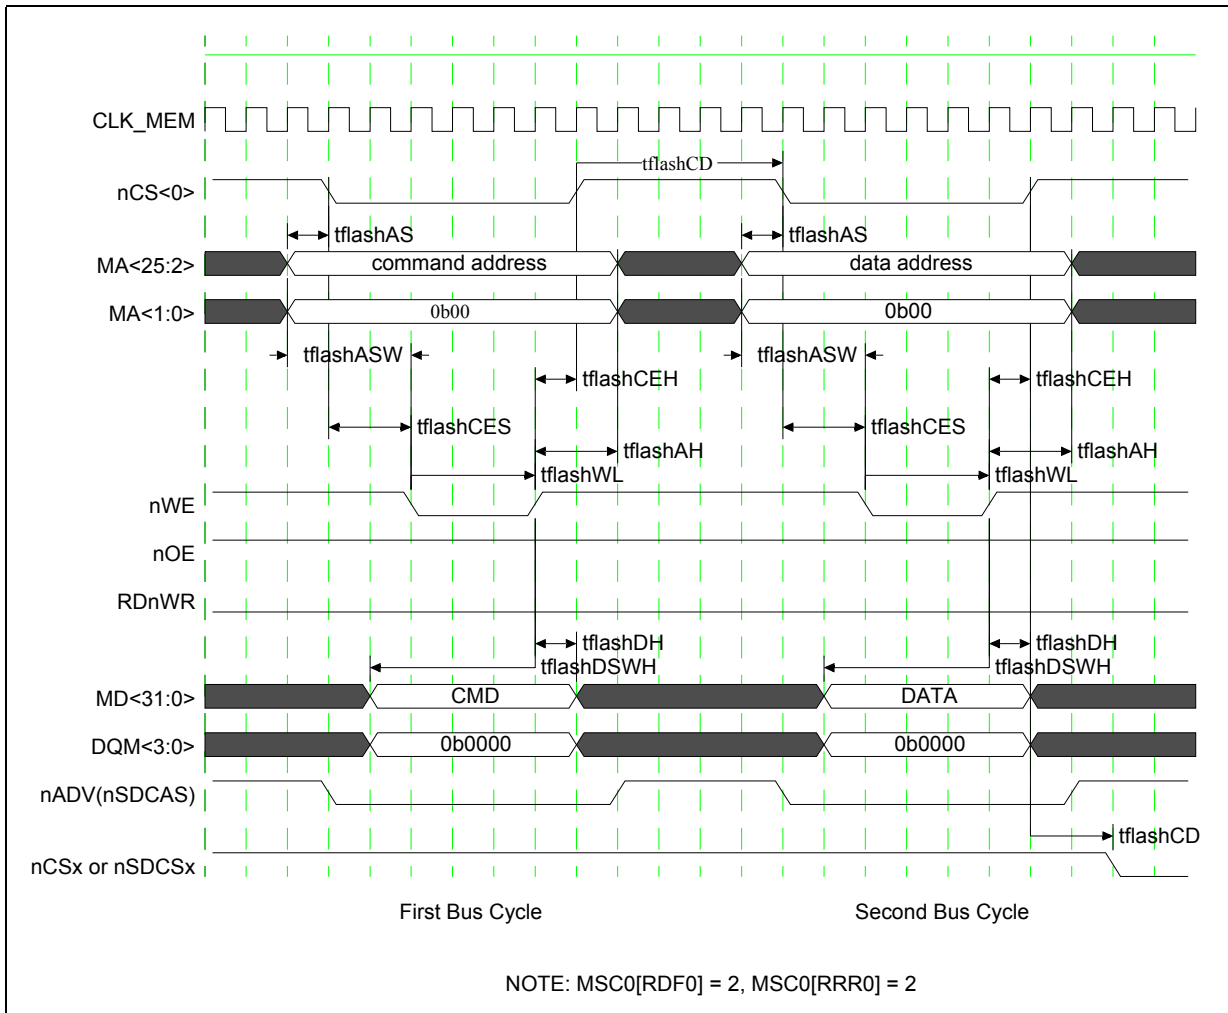 CLK_MEM
tflashCD
nCS<0>
tflashAS tflashAS
MA<25:2> command address data address
MA<1:0> 0b00 0b00
tflashASW tflashASW
tflashCEH tflashCEH
tflashCES tflashCES
tflashAH tflashAH
tflashWL tflashWL
nWE
nOE
RDnWR
tflashDH tflashDH
tflashDSWH tflashDSWH
MD<31:0> CMD DATA
DQM<3:0> 0b0000 0b0000
nADV(nSDCAS)
tflashCD
nCSx or nSDCSx
First Bus Cycle Second Bus Cycle
NOTE: MSC0[RDF0] = 2, MSC0[RRR0] = 2